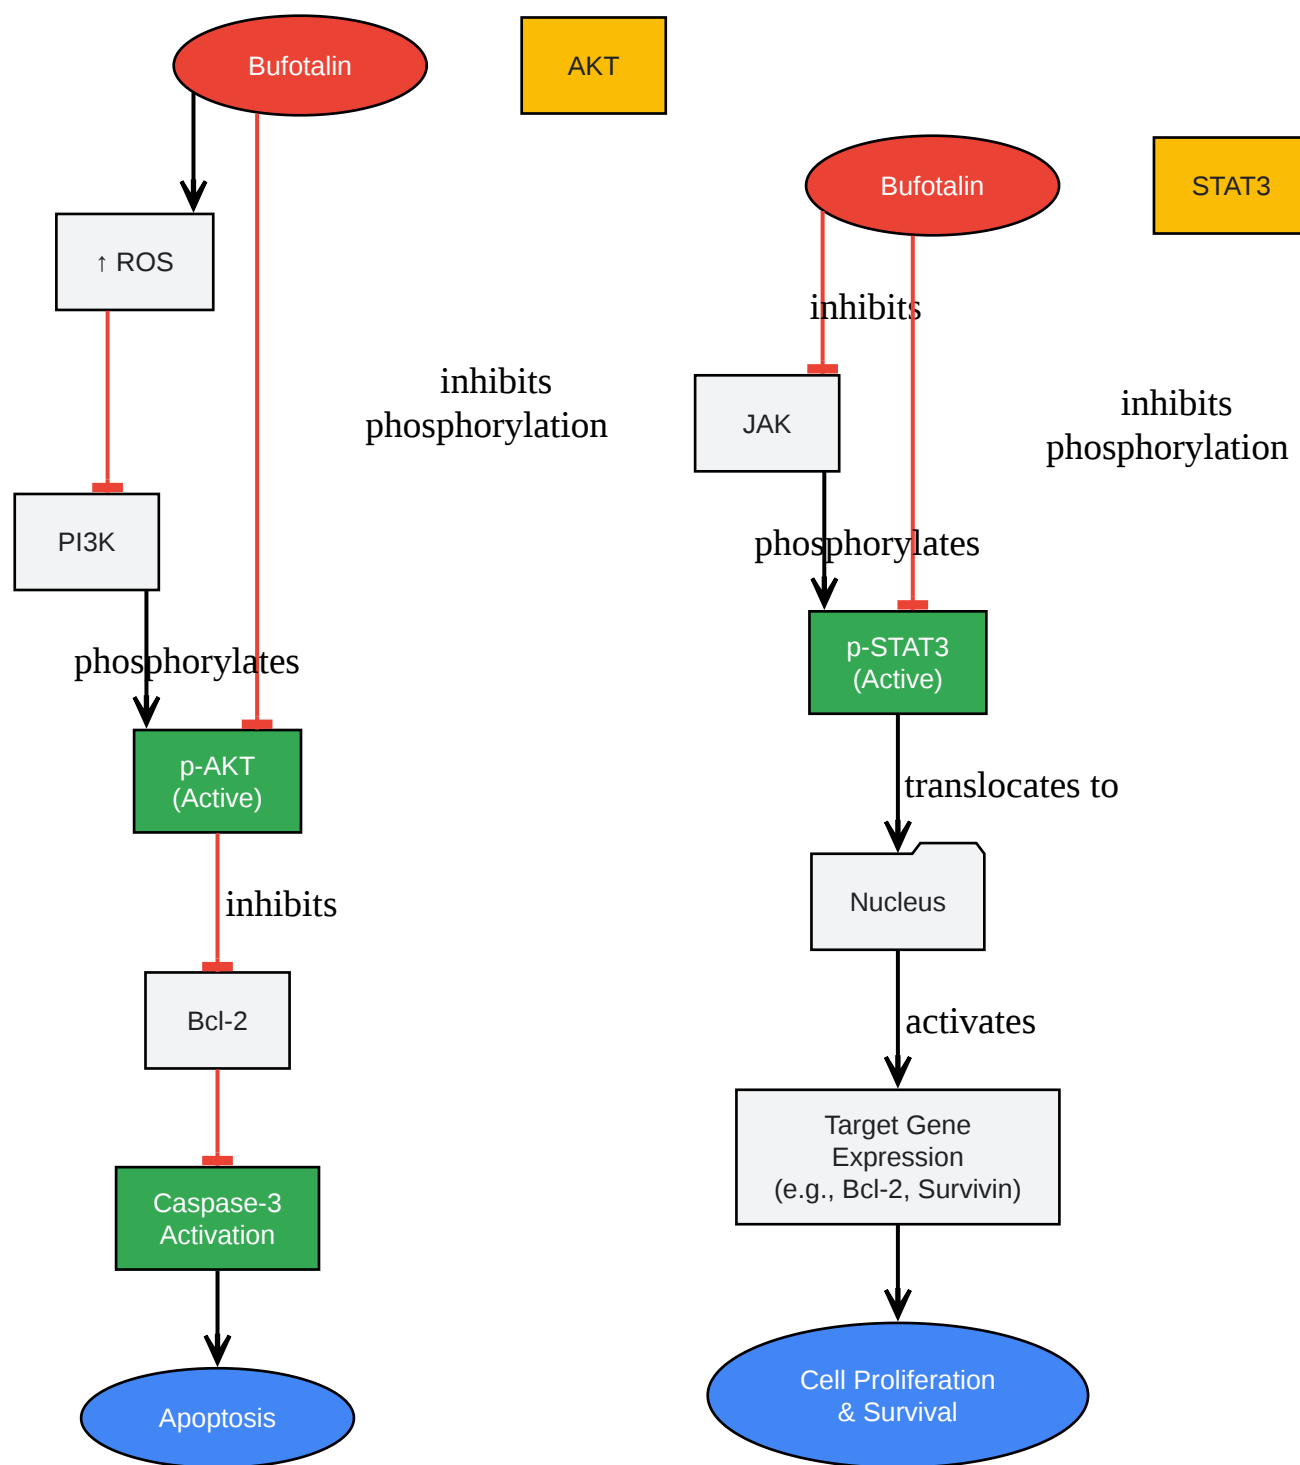 Bufotalin
AKT
↑ ROS
inhibits
phosphorylation
PI3K
phosphorylates
p-AKT
(Active)
inhibits
Bcl-2
Caspase-3
Activation
Apoptosis
Bufotalin
STAT3
inhibits
JAK
inhibits
phosphorylation
phosphorylates
p-STAT3
(Active)
translocates to
Nucleus
activates
Target Gene
Expression
(e.g., Bcl-2, Survivin)
Cell Proliferation
& Survival